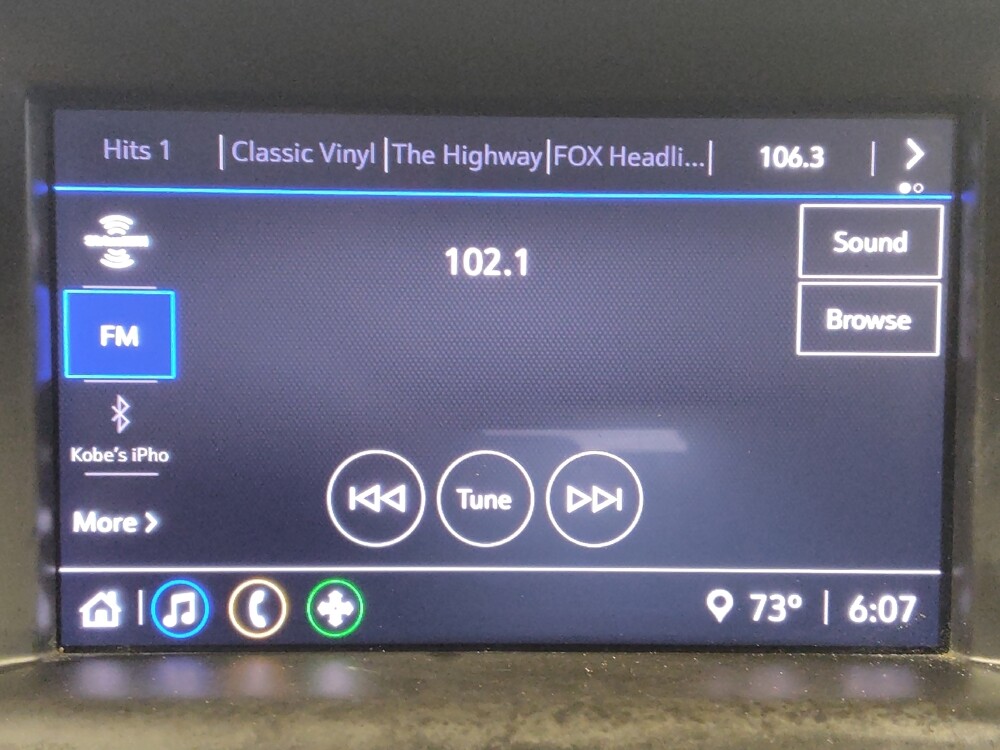 Hits 1 | Classic Vinyl | The Highway | FOX Headli... | 106.3 |
102.1
Sound
Browse
FM
Kobe's iPho
More
Tune
73° | 6:07